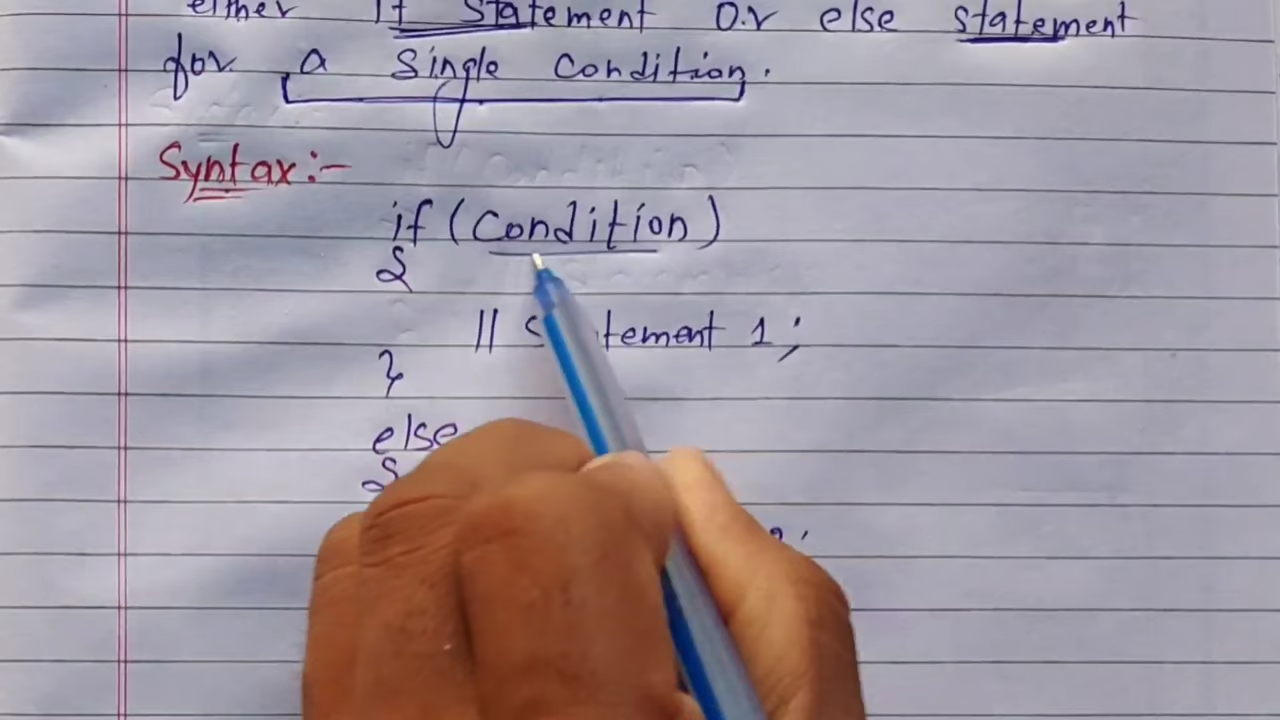 either if statement or else statement
for a single condition.
Syntax:-
if (condition)
{
// statement 1;
}
else
{